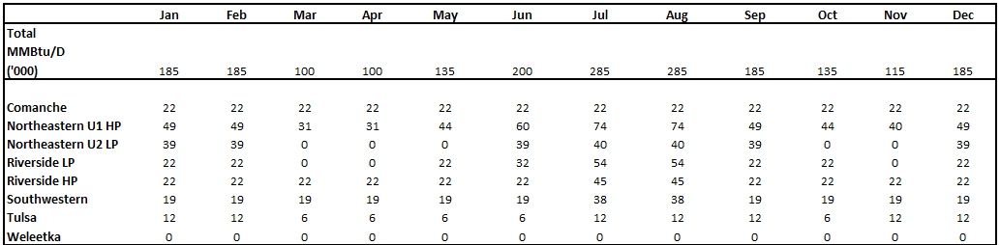 Jan Feb Mar Apr May Jun Jul Aug Sep Oct Nov Dec
Total
MMBtu/D
('000) 185 185 100 100 135 200 285 285 185 135 115 185
Comanche 22 22 22 22 22 22 22 22 22 22 22 22
Northeastern U1 HP 49 49 31 31 44 60 74 74 49 44 40 49
Northeastern U2 LP 39 39 0 0 0 39 40 40 39 0 0 39
Riverside LP 22 22 0 0 22 32 54 54 22 22 0 22
Riverside HP 22 22 22 22 22 22 45 45 22 22 22 22
Southwestern 19 19 19 19 19 19 38 38 19 19 19 19
Tulsa 12 12 6 6 6 6 12 12 12 6 12 12
Weleetka 0 0 0 0 0 0 0 0 0 0 0 0